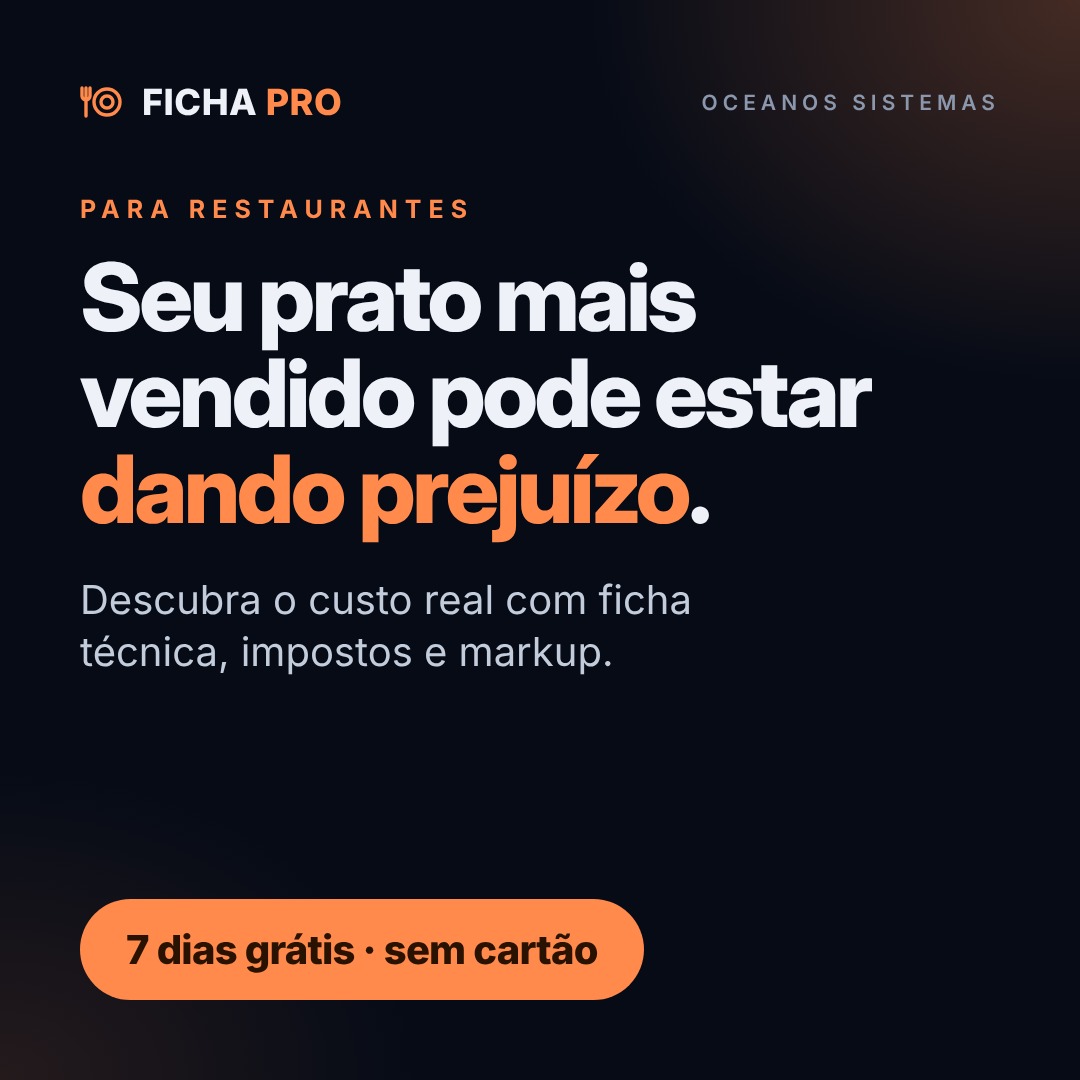 FICHA PRO
OCEANOS SISTEMAS
PARA RESTAURANTES
Seu prato mais
vendido pode estar
dando prejuízo.
Descubra o custo real com ficha
técnica, impostos e markup.
7 dias grátis · sem cartão